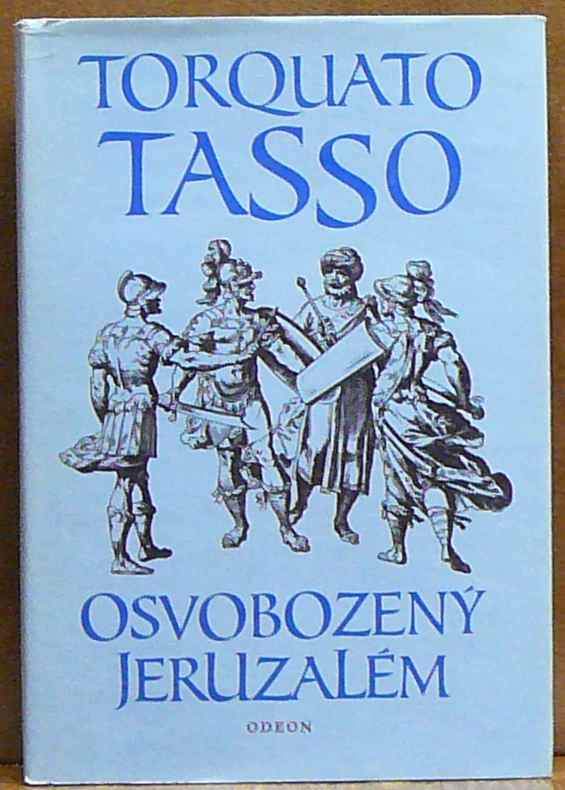 TORQUATO
TASSO
OSVOBOZENÝ
JERUZALÉM
ODEON